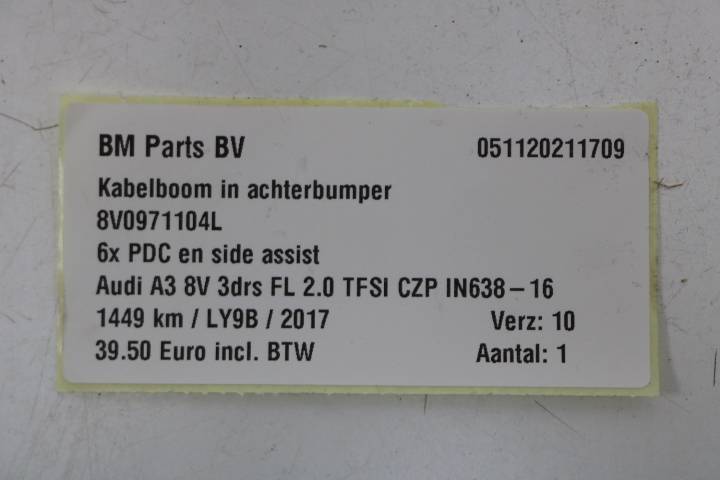 BM Parts BV 051120211709
Kabelboom in achterbumper
8V0971104L
6x PDC en side assist
Audi A3 8V 3drs FL 2.0 TFSI CZP IN638-16
1449 km / LY9B / 2017 Verz: 10
39.50 Euro incl. BTW Aantal: 1